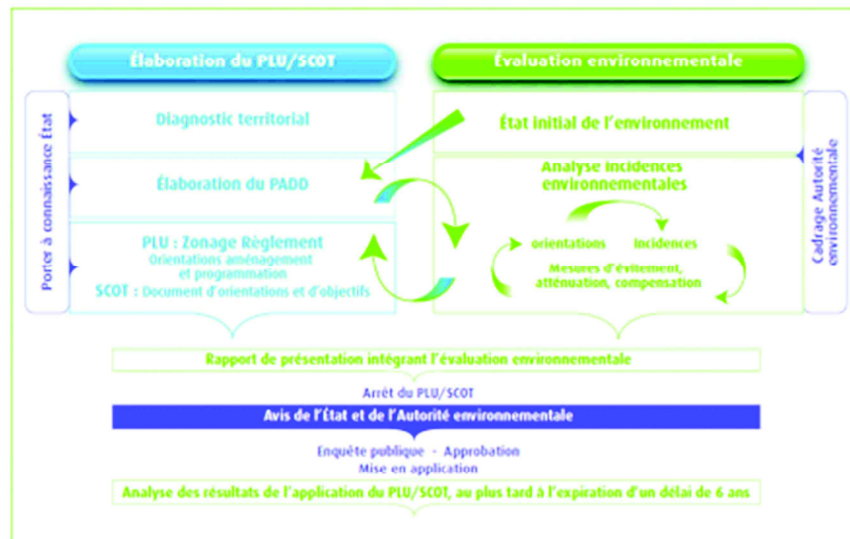 Élaboration du PLU/SCOT
Évaluation environnementale
Porter à connaissance État
Diagnostic territorial
Élaboration du PADD
PLU : Zonage Règlement
Orientations aménagement
et programmation
SCOT : Document d'orientations et d'objectifs
État initial de l'environnement
Analyse incidences
environnementales
orientations
incidences
Mesures d'évitement,
atténuation, compensation
Cadrage Autorité
environnementale
Rapport de présentation intégrant l'évaluation environnementale
Arrêt du PLU/SCOT
Avis de l'État et de l'Autorité environnementale
Enquête publique - Approbation
Mise en application
Analyse des résultats de l'application du PLU/SCOT, au plus tard à l'expiration d'un délai de 6 ans